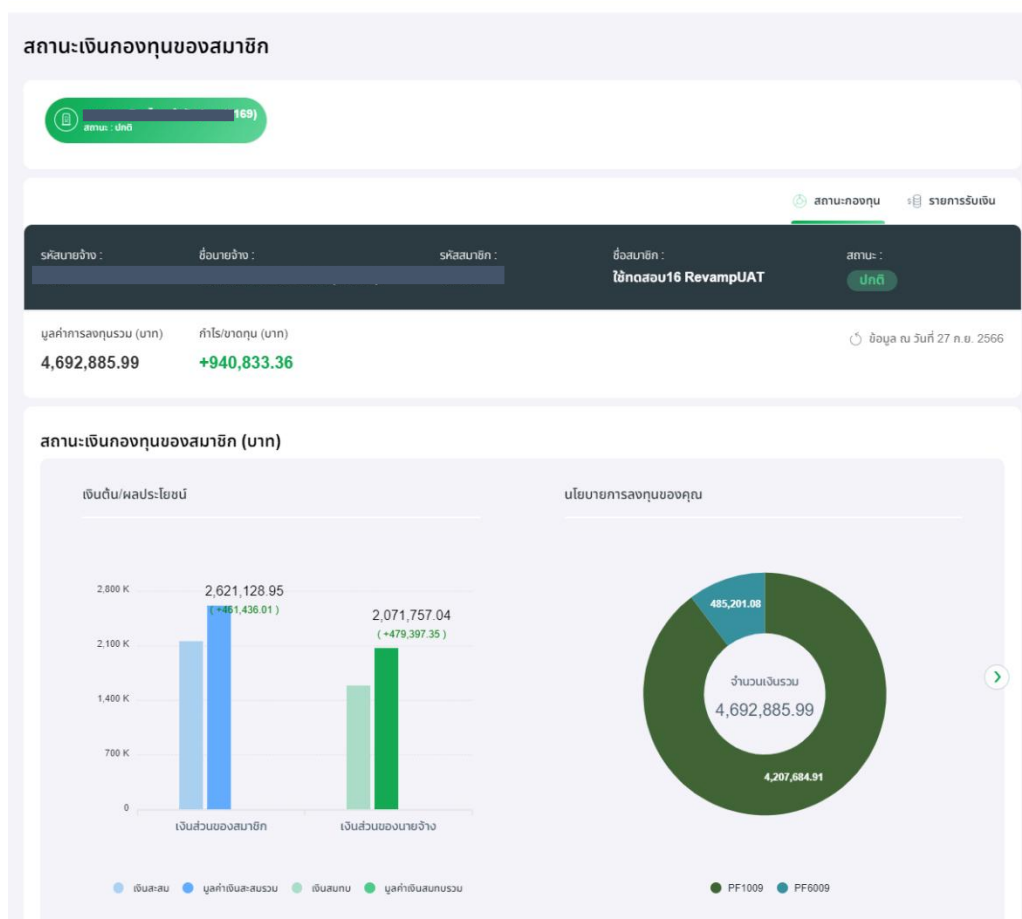 สถานะเงินกองทุนของสมาชิก
169)
สถานะ : ปกติ
สถานะกองทุน
รายการรับเงิน
รหัสนายจ้าง :
ชื่อนายจ้าง :
รหัสสมาชิก :
ชื่อสมาชิก :
สถานะ :
ใช้ทดสอบ16 RevampUAT
ปกติ
มูลค่าการลงทุนรวม (บาท)
กำไร/ขาดทุน (บาท)
4,692,885.99
+940,833.36
ข้อมูล ณ วันที่ 27 ก.ย. 2566
สถานะเงินกองทุนของสมาชิก (บาท)
เงินต้น/ผลประโยชน์
2,800 K
2,100 K
1,400 K
700 K
0
2,621,128.95
( +461,436.01 )
2,071,757.04
( +479,397.35 )
เงินส่วนของสมาชิก
เงินส่วนของนายจ้าง
เงินสะสม
มูลค่าเงินสะสมรวม
เงินสมทบ
มูลค่าเงินสมทบรวม
นโยบายการลงทุนของคุณ
485,201.08
จำนวนเงินรวม
4,692,885.99
4,207,684.91
PF1009
PF6009